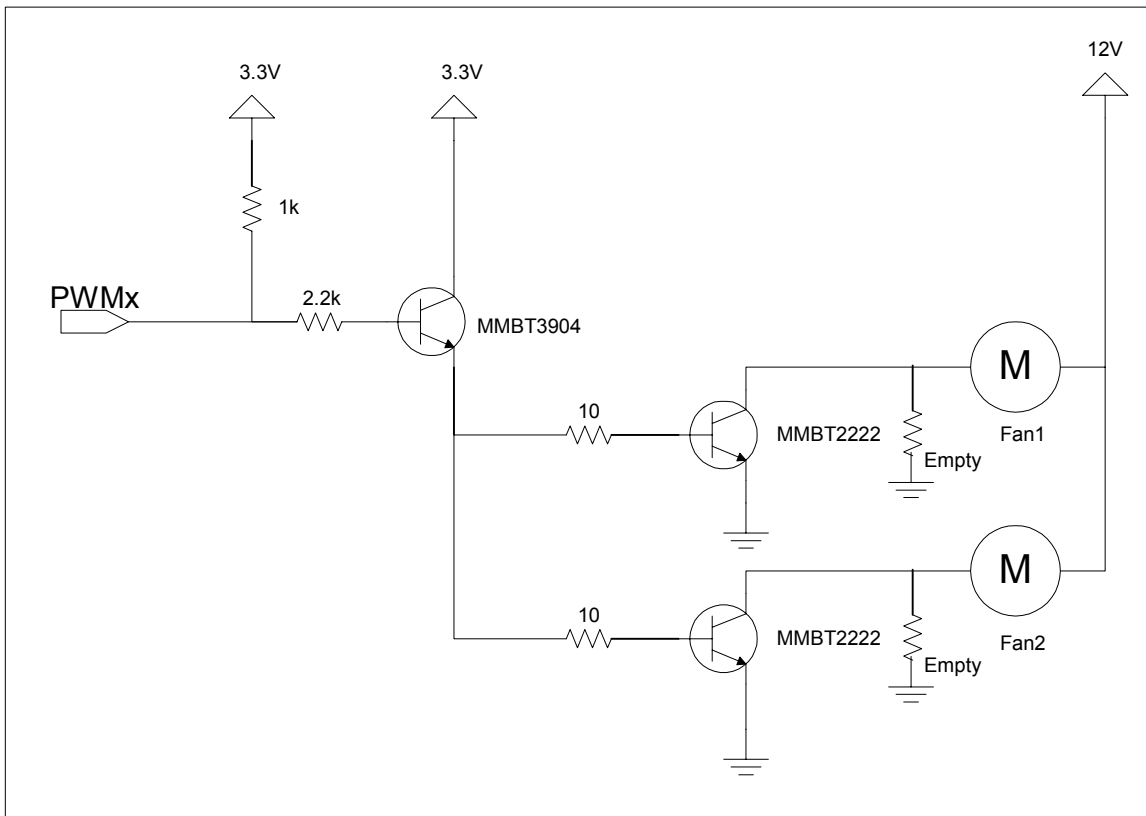 12V
3.3V
3.3V
1k
PWMx
2.2k
MMBT3904
M
10
MMBT2222
Fan1
Empty
M
10
MMBT2222
Fan2
Empty